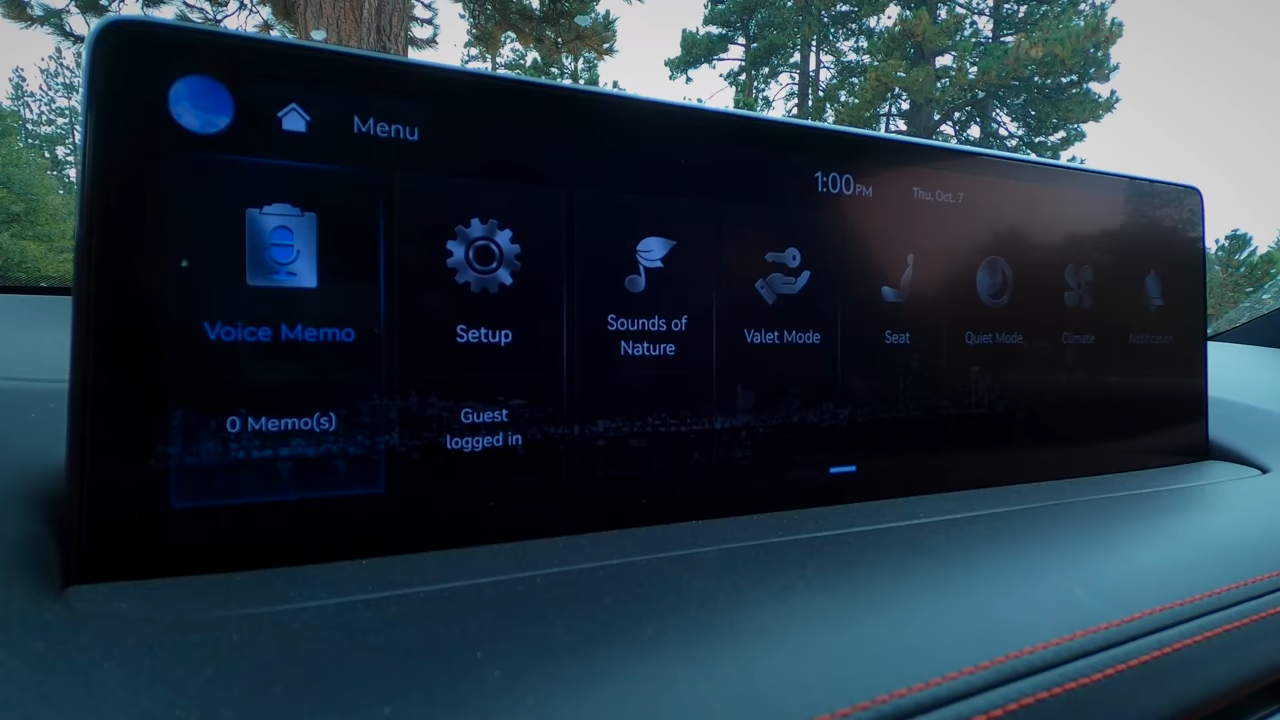 Menu
1:00PM
Thu, Oct. 7
Voice Memo
Setup
Sounds of
Nature
Valet Mode
Seat
Quiet Mode
Climate
Notification
0 Memo(s)
Guest
logged in